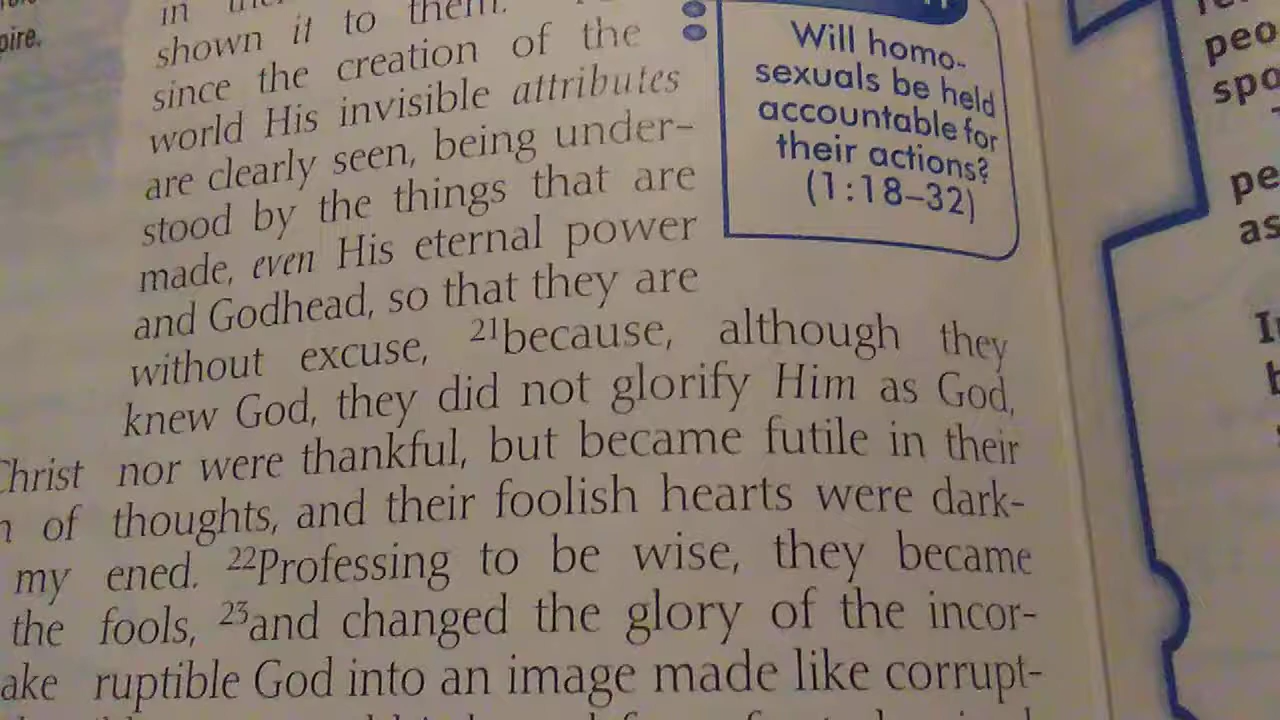 pire.
shown it to them.
since the creation of the
world His invisible attributes
are clearly seen, being under-
stood by the things that are
made, even His eternal power
and Godhead, so that they are
without excuse, 21because, although they
knew God, they did not glorify Him as God,
nor were thankful, but became futile in their
thoughts, and their foolish hearts were dark-
ened. 22Professing to be wise, they became
fools, 23and changed the glory of the incor-
ruptible God into an image made like corrupt-
Christ
of
my
the
ake
Will homo-
sexuals be held
accountable for
their actions?
(1:18–32)
peo
spo
pe
as